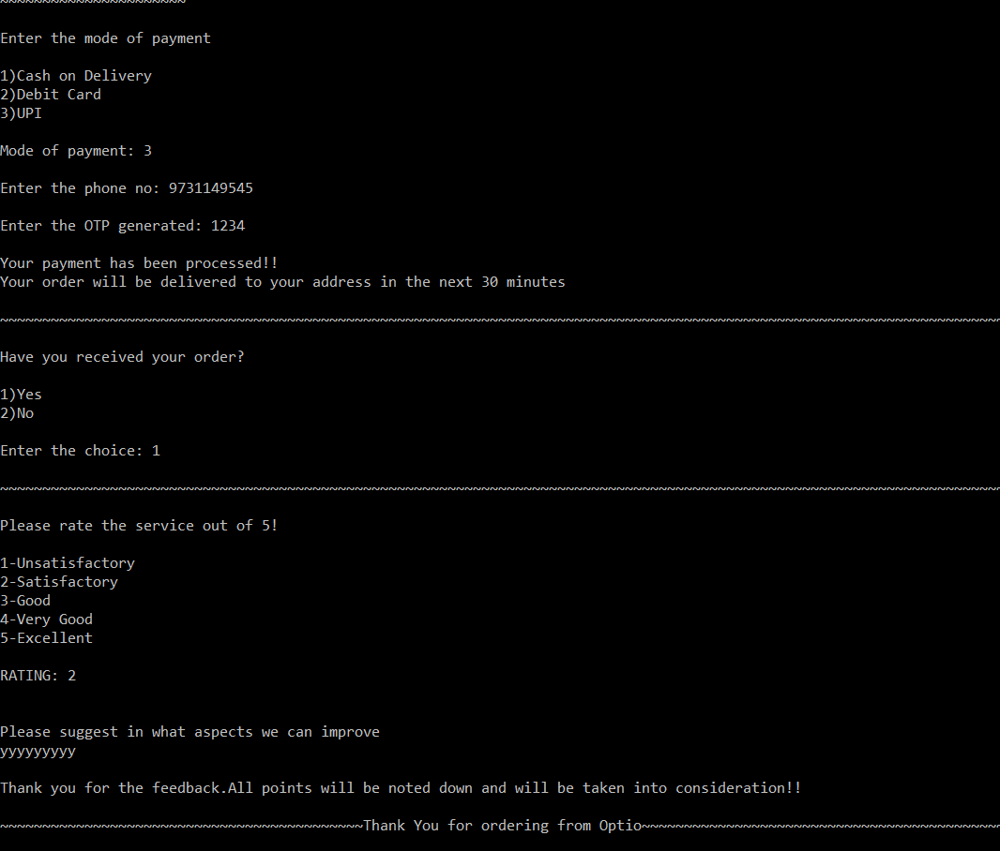 ~~~~~~~~~~~~~~~~~~~~~~
Enter the mode of payment
1)Cash on Delivery
2)Debit Card
3)UPI
Mode of payment: 3
Enter the phone no: 9731149545
Enter the OTP generated: 1234
Your payment has been processed!!
Your order will be delivered to your address in the next 30 minutes
~~~~~~~~~~~~~~~~~~~~~~~~~~~~~~~~~~~~~~~~~~~~~~~~~~~~~~~~~~~~~~~~~~~~~~~~~~~~~~~~~~~~~~~~~~~~~~~~~~~~~~~~~~~~~~~~~~~~~~~
Have you received your order?
1)Yes
2)No
Enter the choice: 1
~~~~~~~~~~~~~~~~~~~~~~~~~~~~~~~~~~~~~~~~~~~~~~~~~~~~~~~~~~~~~~~~~~~~~~~~~~~~~~~~~~~~~~~~~~~~~~~~~~~~~~~~~~~~~~~~~~~~~~~
Please rate the service out of 5!
1-Unsatisfactory
2-Satisfactory
3-Good
4-Very Good
5-Excellent
RATING: 2
Please suggest in what aspects we can improve
yyyyyyyyy
Thank you for the feedback.All points will be noted down and will be taken into consideration!!
~~~~~~~~~~~~~~~~~~~~~~~~~~~~~~~~~~~~~~~~~~~Thank You for ordering from Optio~~~~~~~~~~~~~~~~~~~~~~~~~~~~~~~~~~~~~~~~~~~